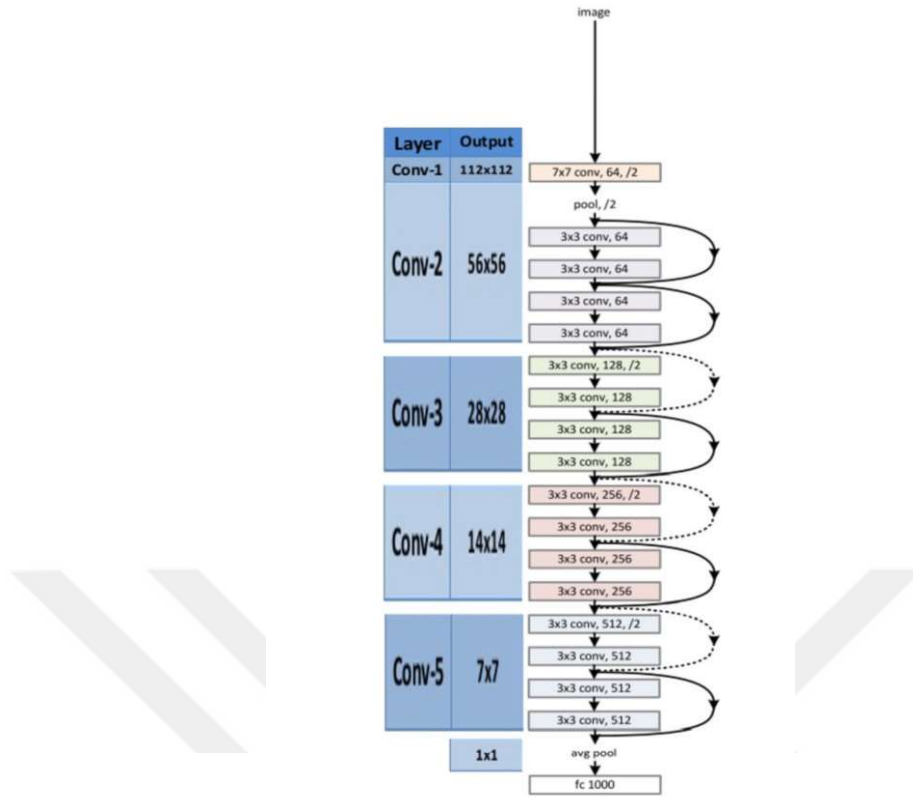 image
Layer Output
Conv-1 112x112 7x7 conv, 64, /2
pool, /2
3x3 conv, 64
Conv-2 56x56 3x3 conv, 64
3x3 conv, 64
3x3 conv, 64
3x3 conv, 128, /2
3x3 conv, 128
Conv-3 28x28 3x3 conv, 128
3x3 conv, 128
3x3 conv, 256, /2
3x3 conv, 256
Conv-4 14x14 3x3 conv, 256
3x3 conv, 256
3x3 conv, 512, /2
3x3 conv, 512
Conv-5 7x7 3x3 conv, 512
3x3 conv, 512
1x1 avg pool
fc 1000